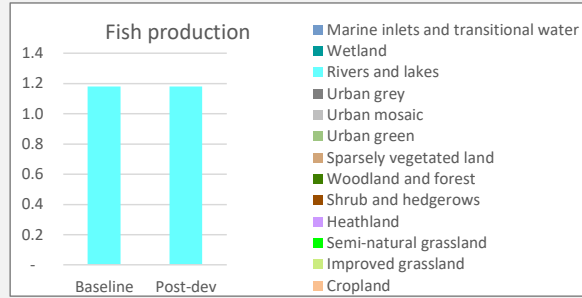 Fish production
1.4
1.2
1.0
0.8
0.6
0.4
0.2
-
Baseline
Post-dev
Marine inlets and transitional water
Wetland
Rivers and lakes
Urban grey
Urban mosaic
Urban green
Sparsely vegetated land
Woodland and forest
Shrub and hedgerows
Heathland
Semi-natural grassland
Improved grassland
Cropland